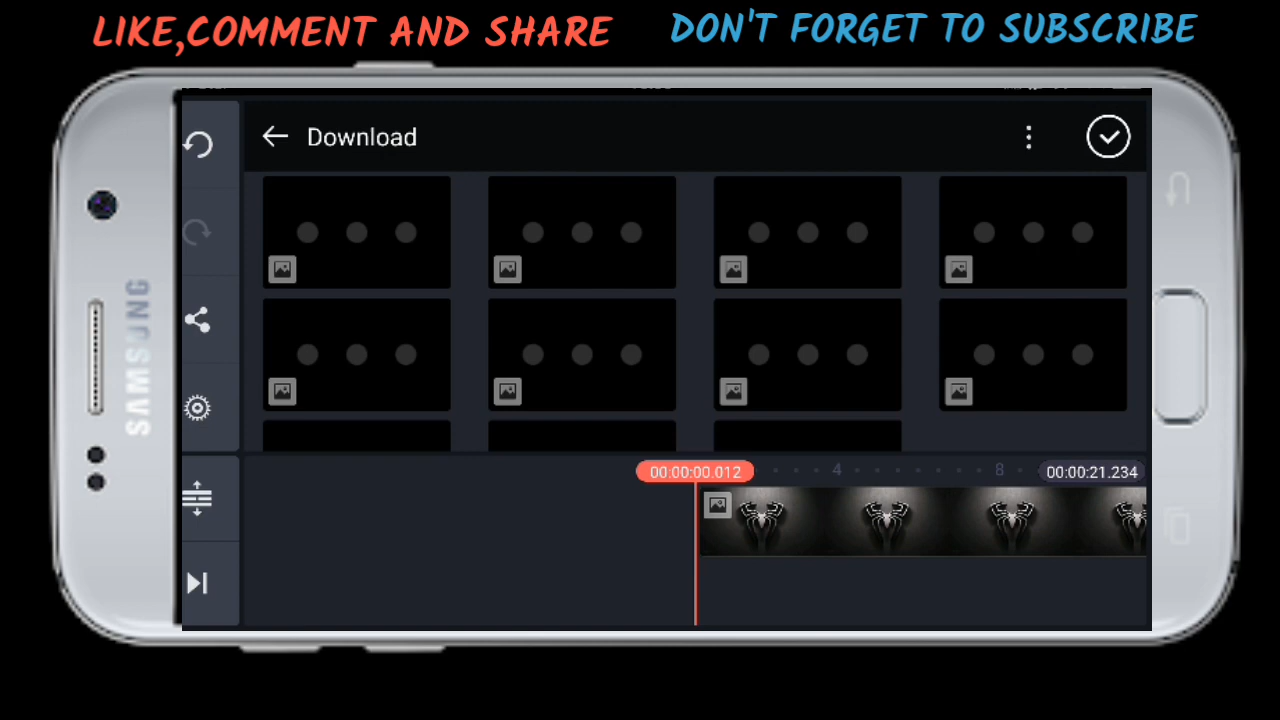 LIKE,COMMENT AND SHARE
DON'T FORGET TO SUBSCRIBE
Download
SAMSUNG
00:00:00.012
4
8
00:00:21.234